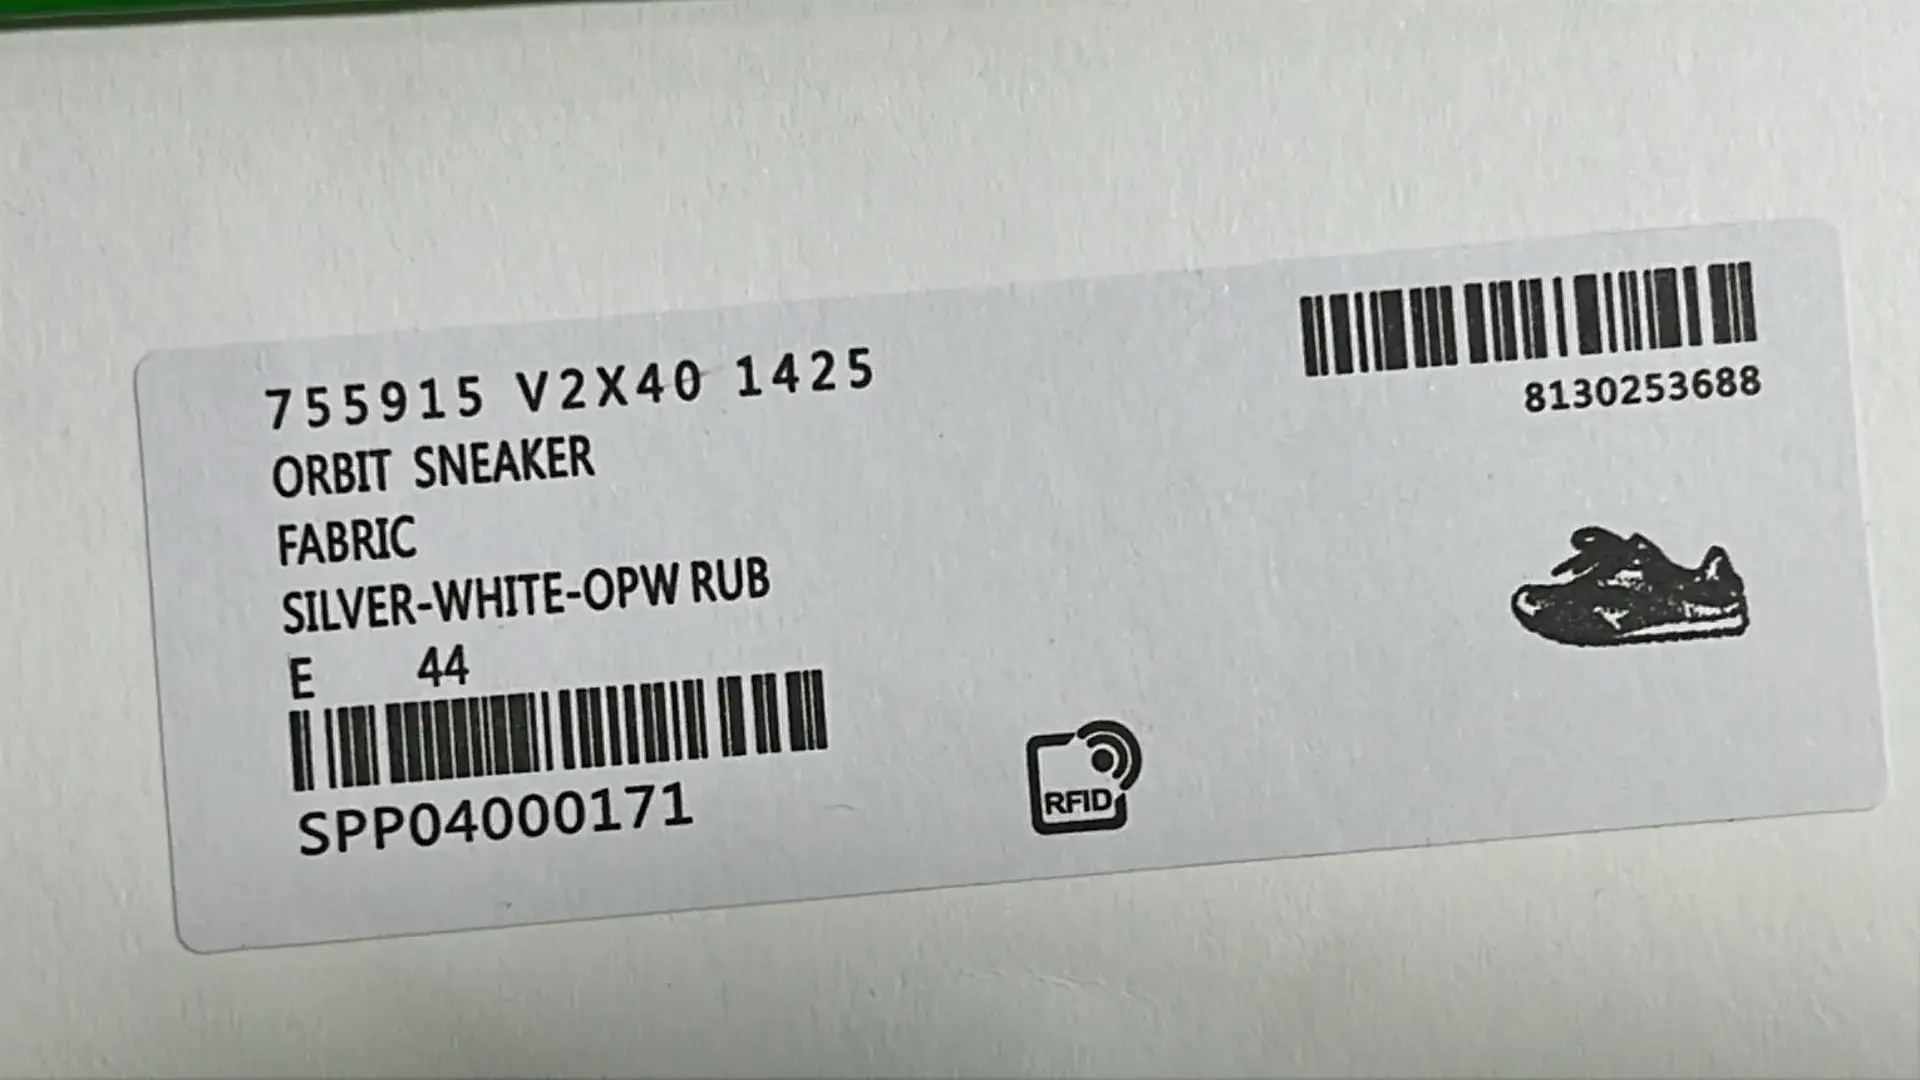 755915 V2X40 1425
8130253688
ORBIT SNEAKER
FABRIC
SILVER-WHITE-OPW RUB
E 44
SPP04000171
RFID